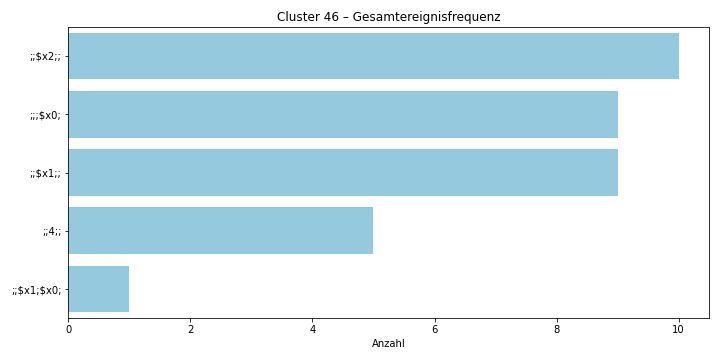 Cluster 46 – Gesamtereignisfrequenz
;;$x2;;
;;;$x0;
;;$x1;;
;;4;;
;;$x1;$x0;
0 2 4 6 8 10
Anzahl